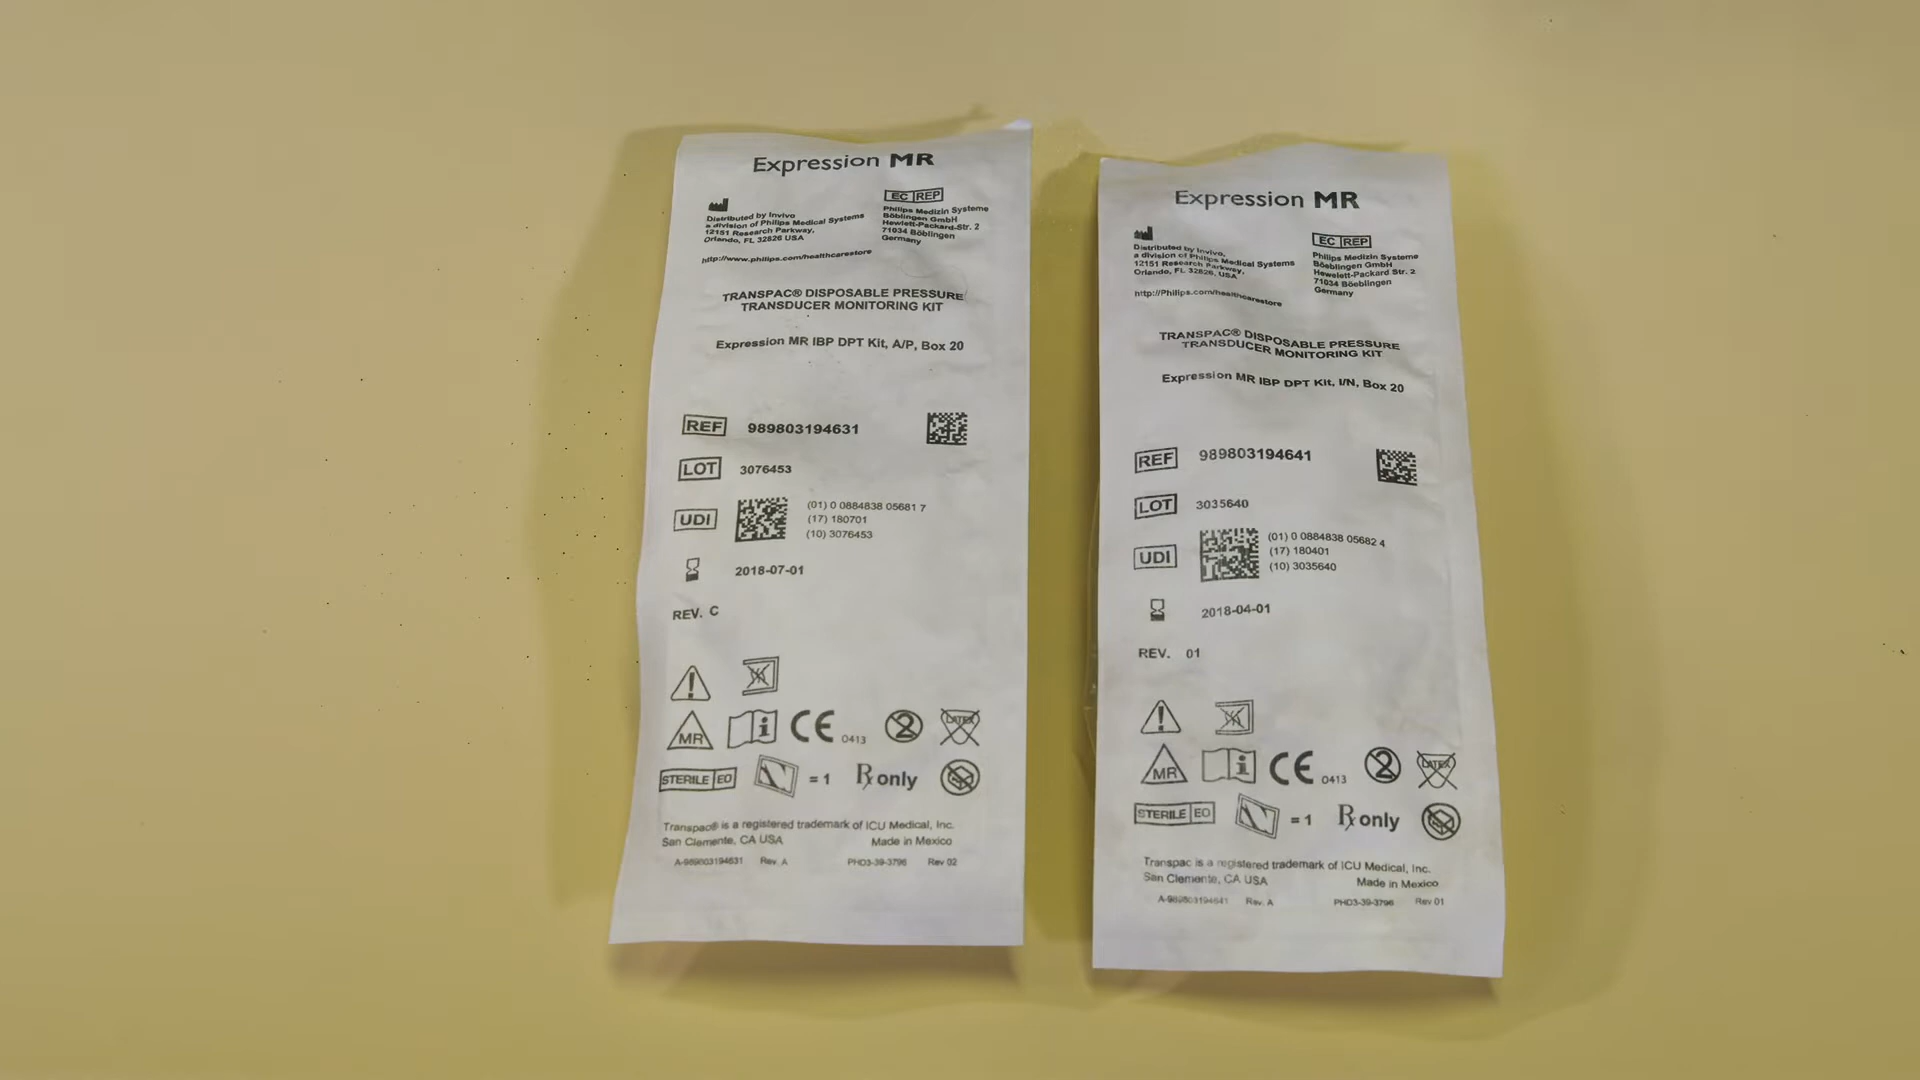 Expression MR
Distributed by Invivo
a division of Philips Medical Systems
12151 Research Parkway,
Orlando, FL 32826 USA
EC REP
Philips Medizin Systeme
Böblingen GmbH
Hewlett-Packard-Str. 2
71034 Böblingen
Germany
http://www.philips.com/healthcarestore
TRANSPAC® DISPOSABLE PRESSURE
TRANSDUCER MONITORING KIT
Expression MR IBP DPT Kit, A/P, Box 20
REF 989803194631
LOT 3076453
UDI
(01) 0 0884838 05681 7
(17) 180701
(10) 3076453
2018-07-01
REV. C
MR i CE 0413 2 LATEX
STERILE EO = 1 Rx only
Transpac® is a registered trademark of ICU Medical, Inc.
San Clemente, CA USA Made in Mexico
A-989803194631 Rev. A PHD3-39-3796 Rev 02
Expression MR
Distributed by Invivo,
a division of Philips Medical Systems
12151 Research Parkway,
Orlando, FL 32826, USA
EC REP
Philips Medizin Systeme
Böeblingen GmbH
Hewelett-Packard Str. 2
71034 Böeblingen
Germany
http://Philips.com/healthcarestore
TRANSPAC® DISPOSABLE PRESSURE
TRANSDUCER MONITORING KIT
Expression MR IBP DPT Kit, I/N, Box 20
REF 989803194641
LOT 3035640
UDI
(01) 0 0884838 05682 4
(17) 180401
(10) 3035640
2018-04-01
REV. 01
MR i CE 0413 2 LATEX
STERILE EO = 1 Rx only
Transpac is a registered trademark of ICU Medical, Inc.
San Clemente, CA USA Made in Mexico
A-989803194641 Rev. A PHD3-39-3796 Rev 01